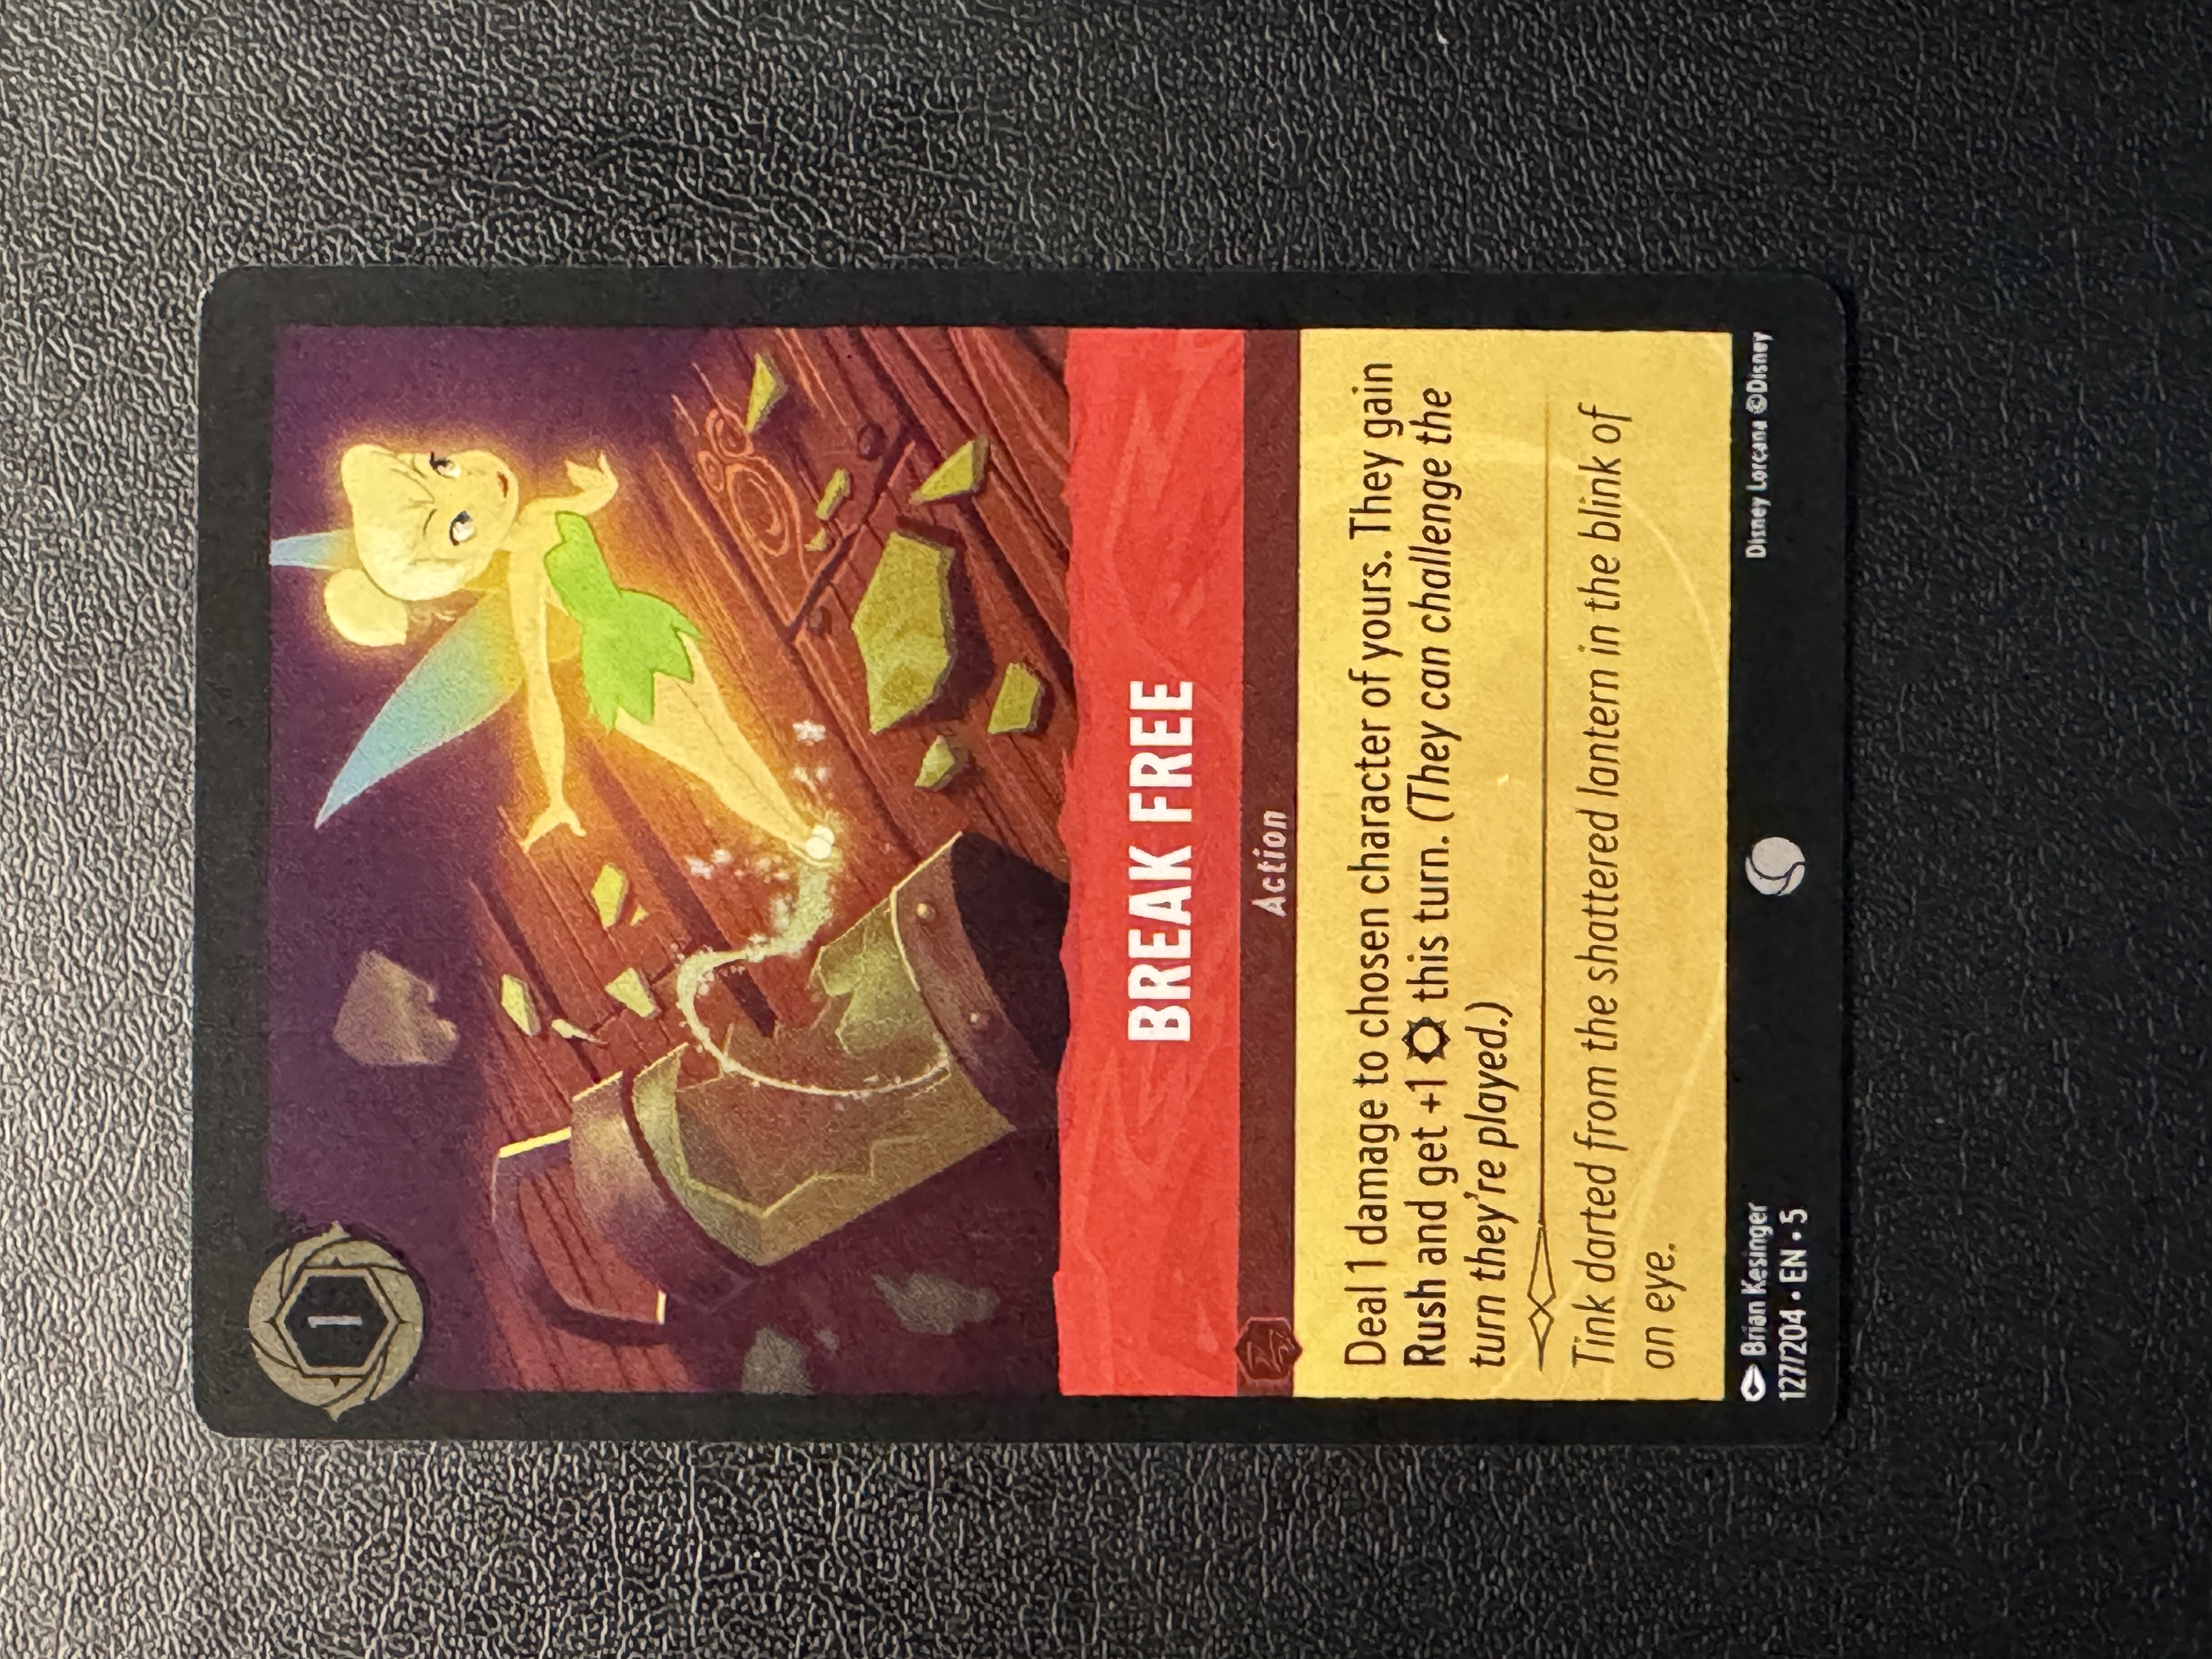 1
BREAK FREE
Action
Deal 1 damage to chosen character of yours. They gain
Rush and get +1 this turn. (They can challenge the
turn they're played.)
Tink darted from the shattered lantern in the blink of
an eye.
Brian Kesinger
127/204 • EN • 5
Disney Lorcana ©Disney